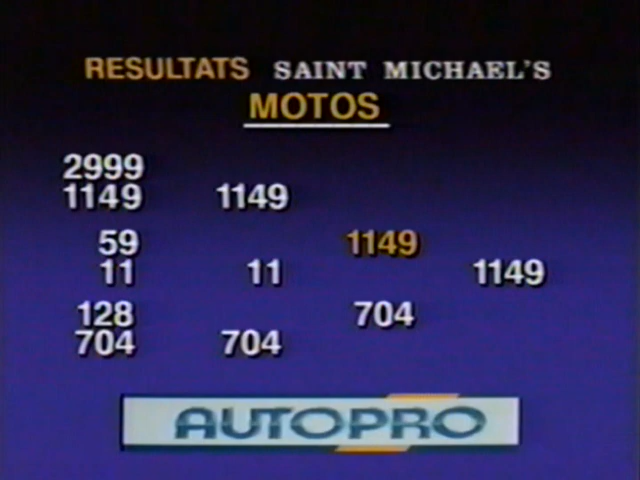 RESULTATS SAINT MICHAEL'S
MOTOS
2999
1149 1149
59 1149
11 11 1149
128 704
704 704
AUTOPRO